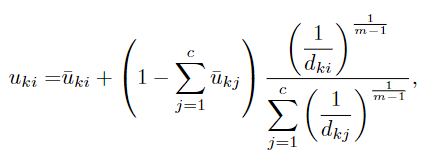 u_{ki} = \bar{u}_{ki} + \left( 1 - \sum_{j=1}^{c} \bar{u}_{kj} \right) \frac{\left( \frac{1}{d_{ki}} \right)^{\frac{1}{m-1}}}{\sum_{j=1}^{c} \left( \frac{1}{d_{kj}} \right)^{\frac{1}{m-1}}},